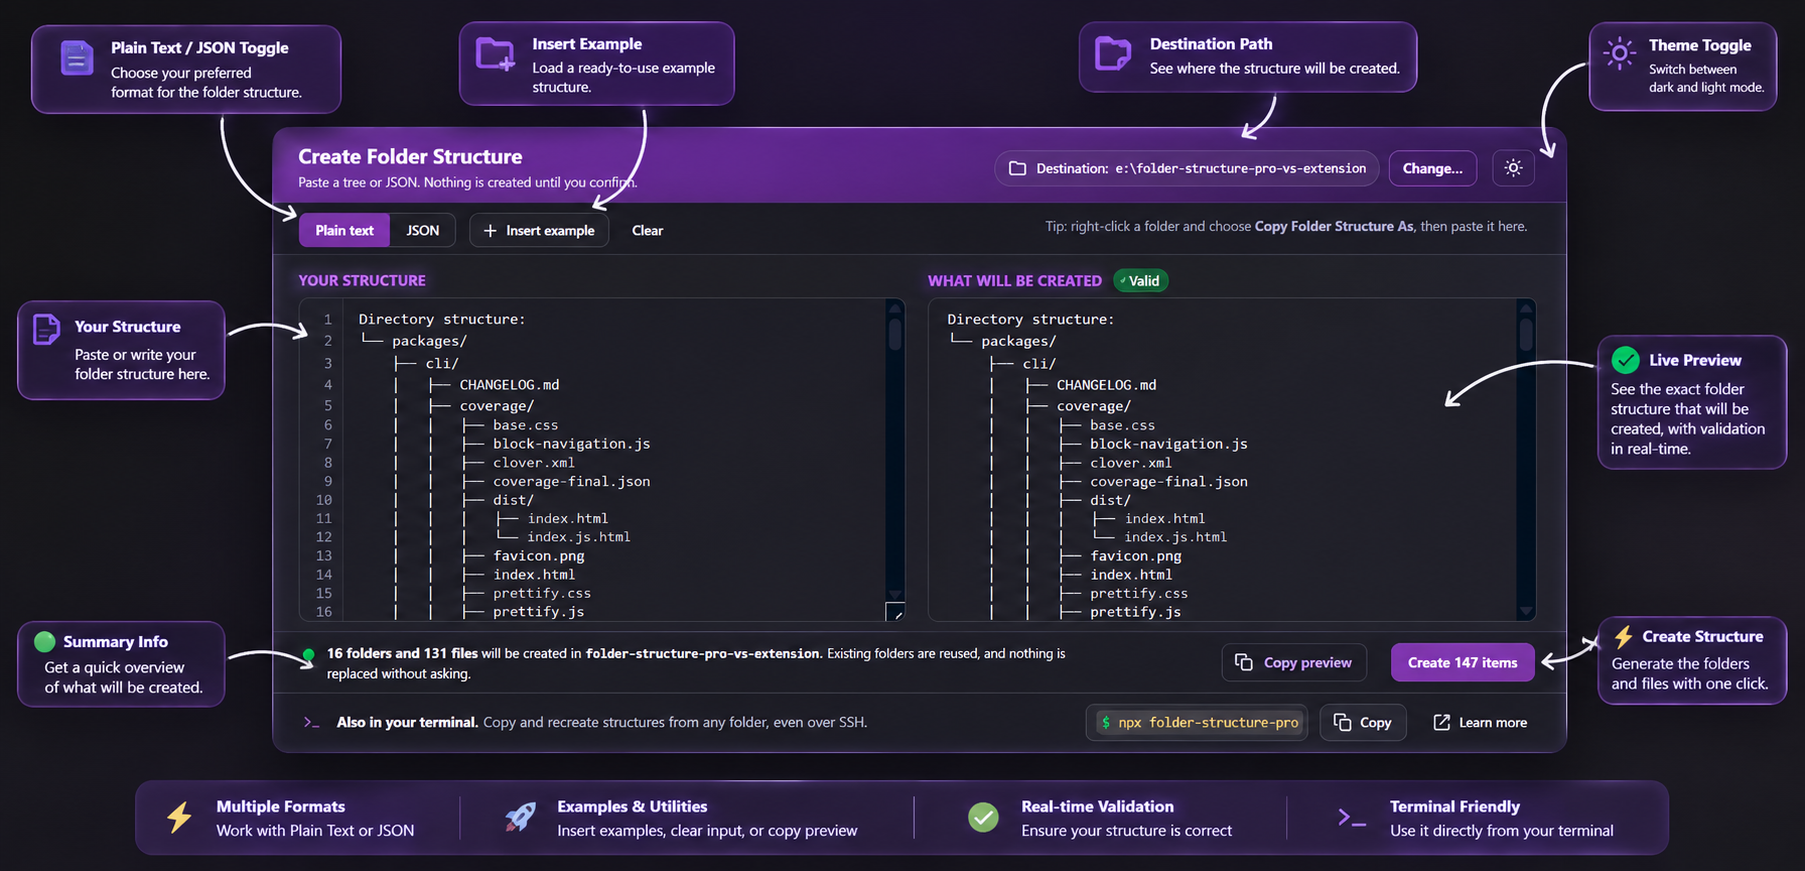 Plain Text / JSON Toggle
Choose your preferred
format for the folder structure.
Insert Example
Load a ready-to-use example
structure.
Destination Path
See where the structure will be created.
Theme Toggle
Switch between
dark and light mode.
Create Folder Structure
Paste a tree or JSON. Nothing is created until you confirm.
Destination: e:\folder-structure-pro-vs-extension
Change...
Plain text
JSON
+ Insert example
Clear
Tip: right-click a folder and choose Copy Folder Structure As, then paste it here.
YOUR STRUCTURE
1 Directory structure:
2 └── packages/
3     ├── cli/
4     │   ├── CHANGELOG.md
5     │   ├── coverage/
6     │   │   ├── base.css
7     │   │   ├── block-navigation.js
8     │   │   ├── clover.xml
9     │   │   ├── coverage-final.json
10     │   │   ├── dist/
11     │   │   │   ├── index.html
12     │   │   │   └── index.js.html
13     │   │   ├── favicon.png
14     │   │   ├── index.html
15     │   │   ├── prettify.css
16     │   │   ├── prettify.js
WHAT WILL BE CREATED
✓ Valid
Directory structure:
└── packages/
    ├── cli/
    │   ├── CHANGELOG.md
    │   ├── coverage/
    │   │   ├── base.css
    │   │   ├── block-navigation.js
    │   │   ├── clover.xml
    │   │   ├── coverage-final.json
    │   │   ├── dist/
    │   │   │   ├── index.html
    │   │   │   └── index.js.html
    │   │   ├── favicon.png
    │   │   ├── index.html
    │   │   ├── prettify.css
    │   │   ├── prettify.js
Your Structure
Paste or write your
folder structure here.
Live Preview
See the exact folder
structure that will be
created, with validation
in real-time.
Summary Info
Get a quick overview
of what will be created.
16 folders and 131 files will be created in folder-structure-pro-vs-extension. Existing folders are reused, and nothing is
replaced without asking.
Copy preview
Create 147 items
Create Structure
Generate the folders
and files with one click.
>_ Also in your terminal. Copy and recreate structures from any folder, even over SSH.
$ npx folder-structure-pro
Copy
Learn more
Multiple Formats
Work with Plain Text or JSON
Examples & Utilities
Insert examples, clear input, or copy preview
Real-time Validation
Ensure your structure is correct
>_ Terminal Friendly
Use it directly from your terminal